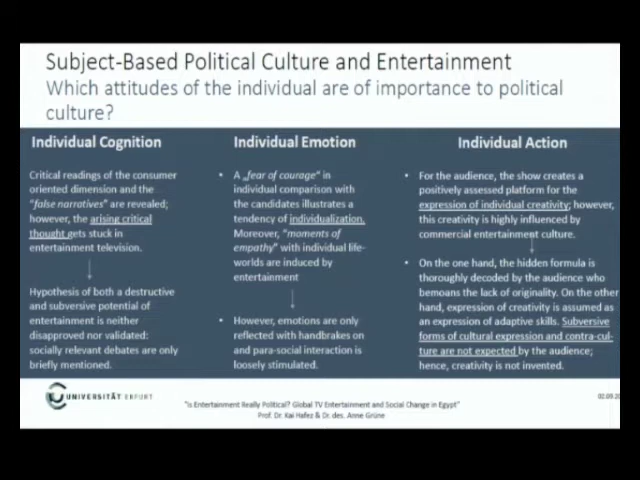 Subject-Based Political Culture and Entertainment
Which attitudes of the individual are of importance to political
culture?
Individual Cognition
Critical readings of the consumer
oriented dimension and the
"false narratives" are revealed;
however, the arising critical
thought gets stuck in
entertainment television.
Hypothesis of both a destructive
and subversive potential of
entertainment is neither
disapproved nor validated:
socially relevant debates are only
briefly mentioned.
Individual Emotion
• A „fear of courage" in
individual comparison with
the candidates illustrates a
tendency of individualization.
Moreover, "moments of
empathy" with individual life-
worlds are induced by
entertainment
• However, emotions are only
reflected with handbrakes on
and para-social interaction is
loosely stimulated.
Individual Action
• For the audience, the show creates a
positively assessed platform for the
expression of individual creativity; however,
this creativity is highly influenced by
commercial entertainment culture.
• On the one hand, the hidden formula is
thoroughly decoded by the audience who
bemoans the lack of originality. On the other
hand, expression of creativity is assumed as
an expression of adaptive skills. Subversive
forms of cultural expression and contra-cul-
ture are not expected by the audience;
hence, creativity is not invented.
UNIVERSITÄT ERFURT
"Is Entertainment Really Political? Global TV Entertainment and Social Change in Egypt"
Prof. Dr. Kai Hafez & Dr. des. Anne Grüne